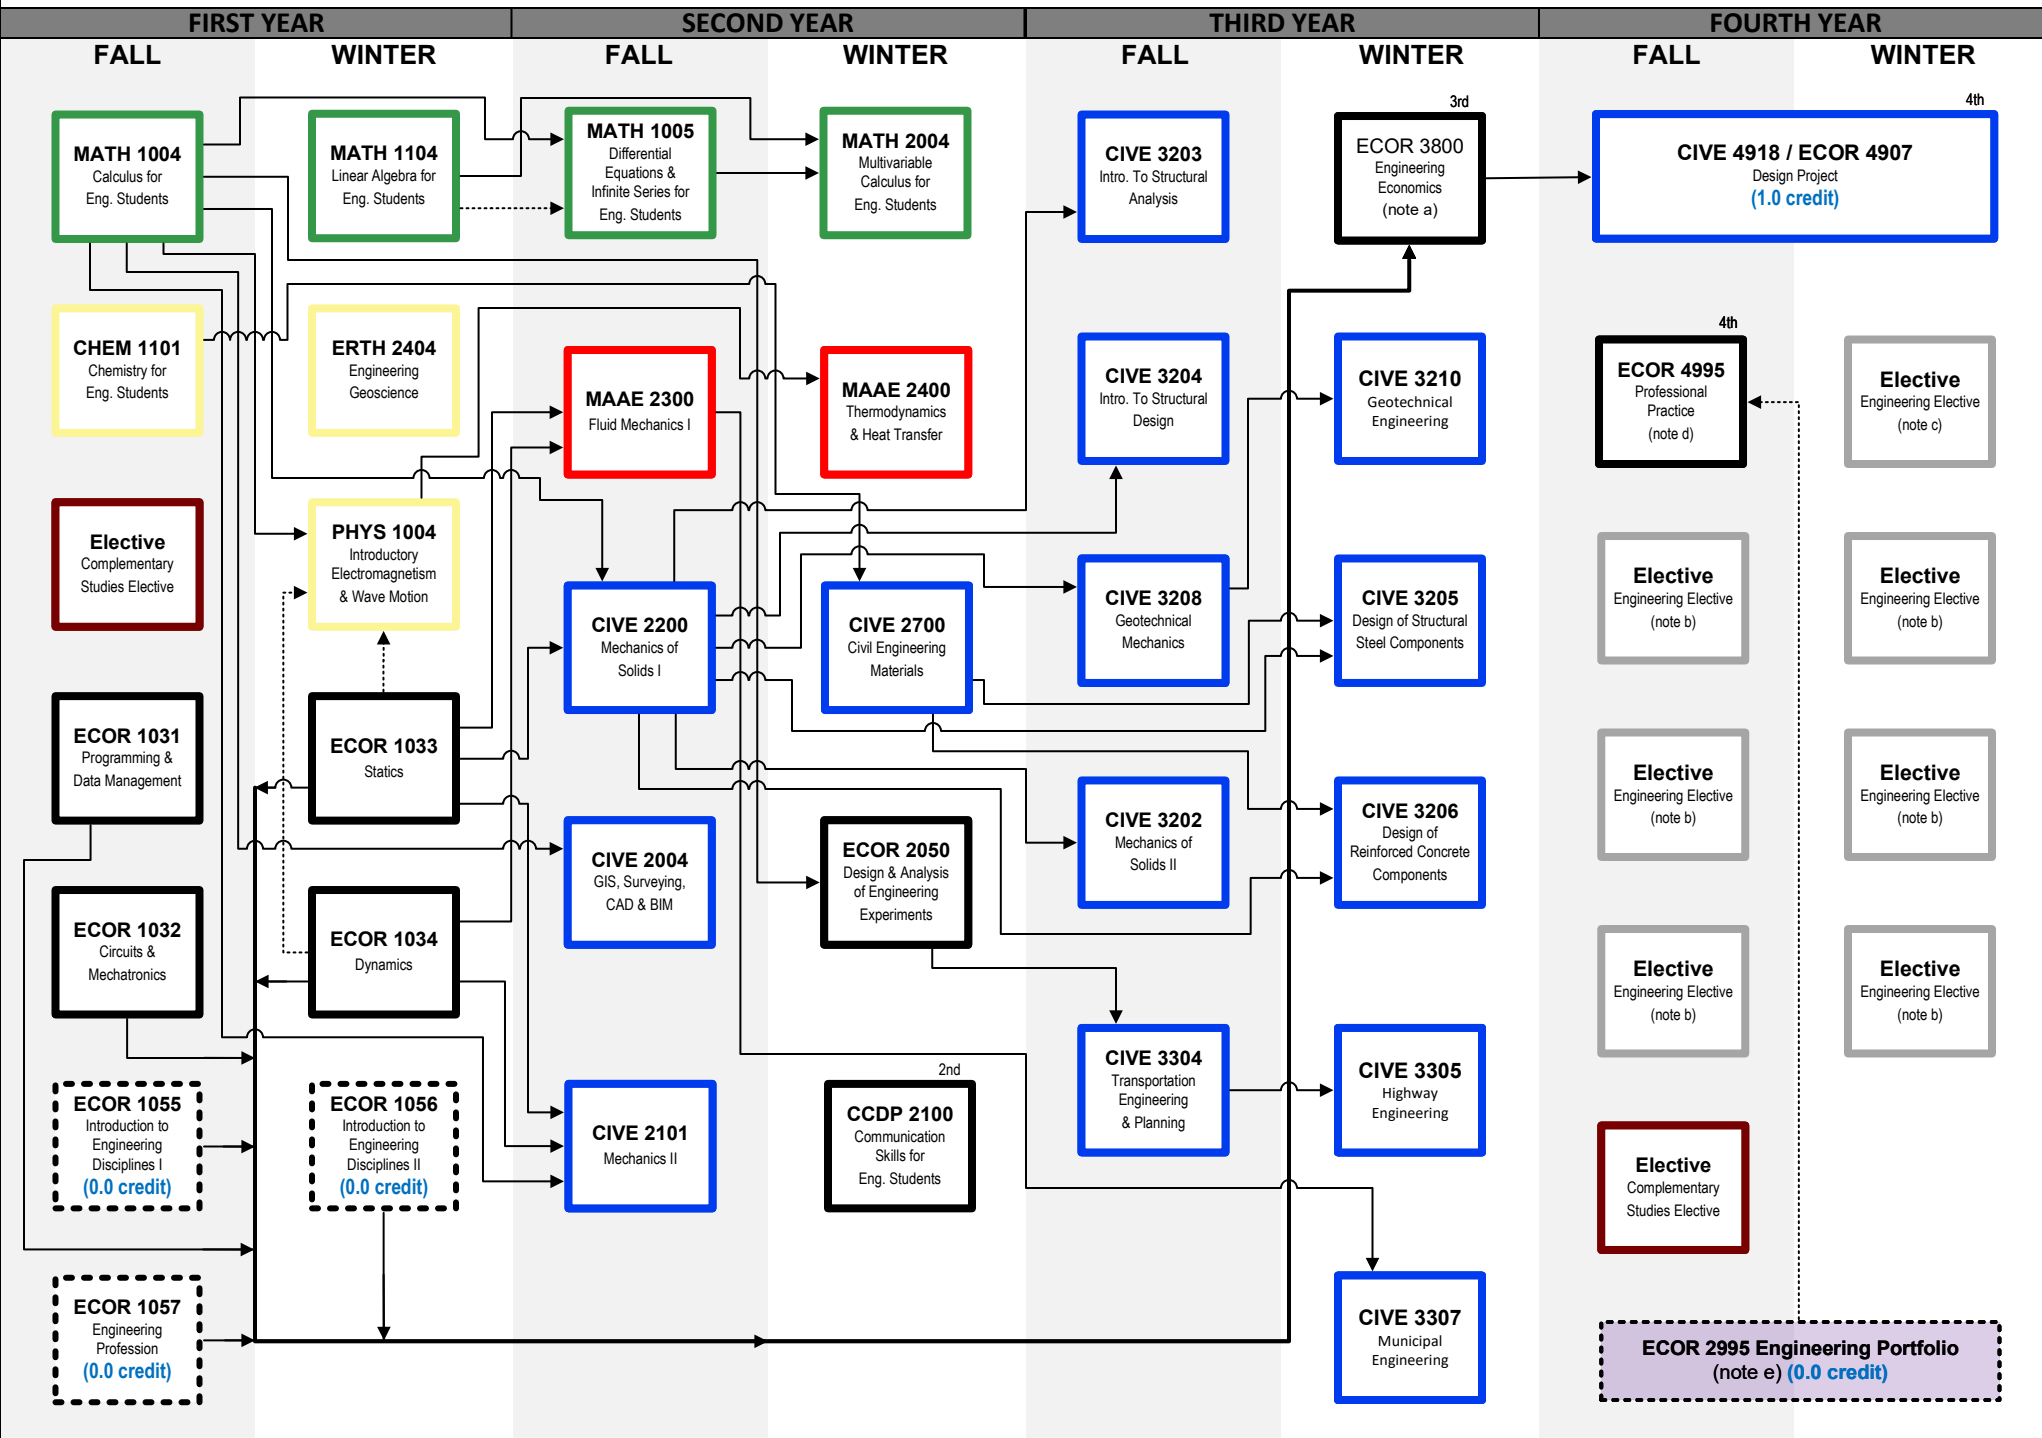 FIRST YEAR
SECOND YEAR
THIRD YEAR
FOURTH YEAR
FALL
WINTER
FALL
WINTER
FALL
WINTER
FALL
WINTER
MATH 1004
Calculus for
Eng. Students
CHEM 1101
Chemistry for
Eng. Students
Elective
Complementary
Studies Elective
ECOR 1031
Programming &
Data Management
ECOR 1032
Circuits &
Mechatronics
ECOR 1055
Introduction to
Engineering
Disciplines I
(0.0 credit)
ECOR 1057
Engineering
Profession
(0.0 credit)
MATH 1104
Linear Algebra for
Eng. Students
ERTH 2404
Engineering
Geoscience
PHYS 1004
Introductory
Electromagnetism
& Wave Motion
ECOR 1033
Statics
ECOR 1034
Dynamics
ECOR 1056
Introduction to
Engineering
Disciplines II
(0.0 credit)
MATH 1005
Differential
Equations &
Infinite Series for
Eng. Students
MAAE 2300
Fluid Mechanics I
CIVE 2200
Mechanics of
Solids I
CIVE 2004
GIS, Surveying,
CAD & BIM
CIVE 2101
Mechanics II
MATH 2004
Multivariable
Calculus for
Eng. Students
MAAE 2400
Thermodynamics
& Heat Transfer
CIVE 2700
Civil Engineering
Materials
ECOR 2050
Design & Analysis
of Engineering
Experiments
2nd
CCDP 2100
Communication
Skills for
Eng. Students
CIVE 3203
Intro. To Structural
Analysis
CIVE 3204
Intro. To Structural
Design
CIVE 3208
Geotechnical
Mechanics
CIVE 3202
Mechanics of
Solids II
CIVE 3304
Transportation
Engineering
& Planning
3rd
ECOR 3800
Engineering
Economics
(note a)
CIVE 3210
Geotechnical
Engineering
CIVE 3205
Design of Structural
Steel Components
CIVE 3206
Design of
Reinforced Concrete
Components
CIVE 3305
Highway
Engineering
CIVE 3307
Municipal
Engineering
4th
CIVE 4918 / ECOR 4907
Design Project
(1.0 credit)
4th
ECOR 4995
Professional
Practice
(note d)
Elective
Engineering Elective
(note b)
Elective
Engineering Elective
(note b)
Elective
Engineering Elective
(note b)
Elective
Complementary
Studies Elective
Elective
Engineering Elective
(note c)
Elective
Engineering Elective
(note b)
Elective
Engineering Elective
(note b)
Elective
Engineering Elective
(note b)
ECOR 2995 Engineering Portfolio
(note e) (0.0 credit)